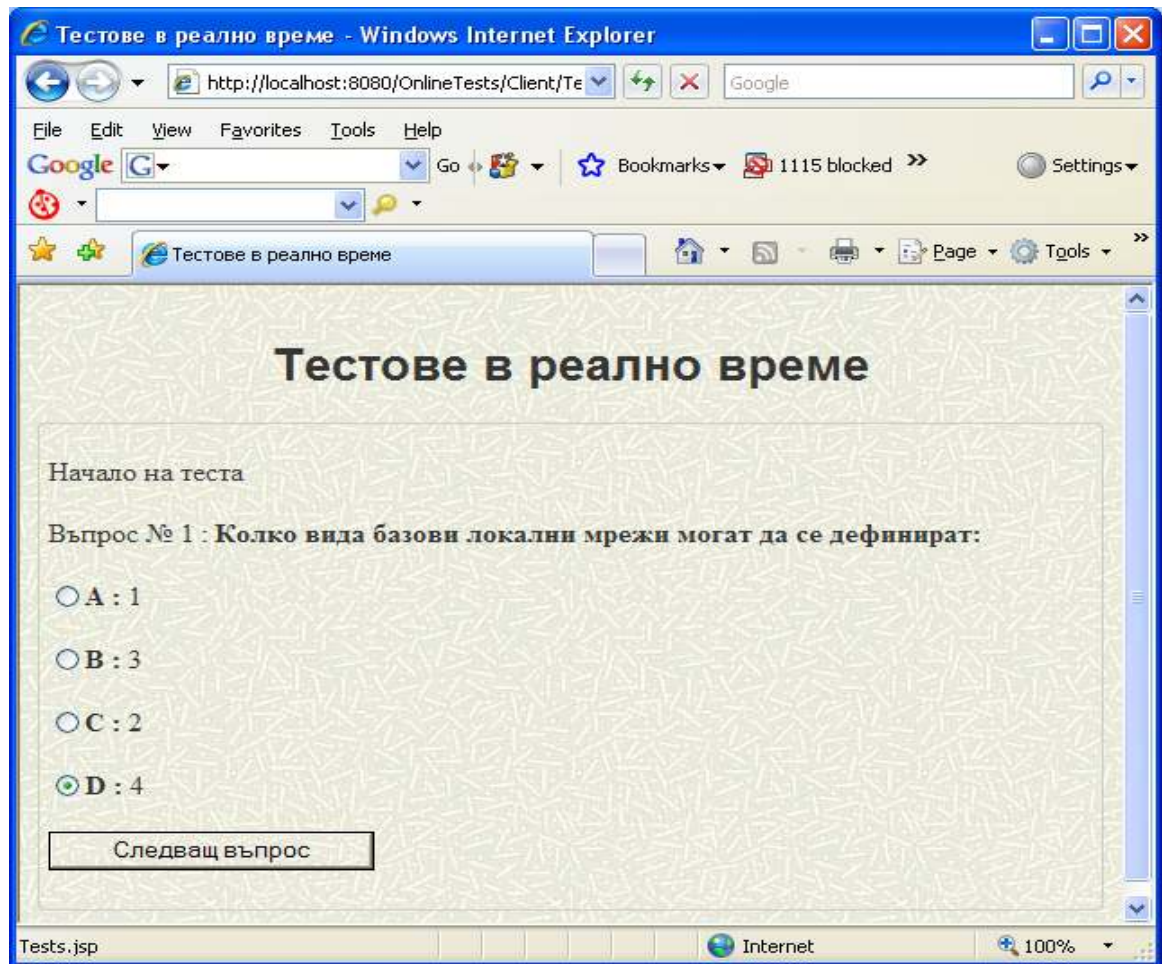 Тестове в реално време - Windows Internet Explorer
http://localhost:8080/OnlineTests/Client/Te Google
File Edit View Favorites Tools Help
Google G Go Bookmarks 1115 blocked » Settings
Тестове в реално време Page Tools »
Тестове в реално време
Начало на теста
Въпрос № 1 : Колко вида базови локални мрежи могат да се дефинират:
A : 1
B : 3
C : 2
D : 4
Следващ въпрос
Tests.jsp Internet 100%